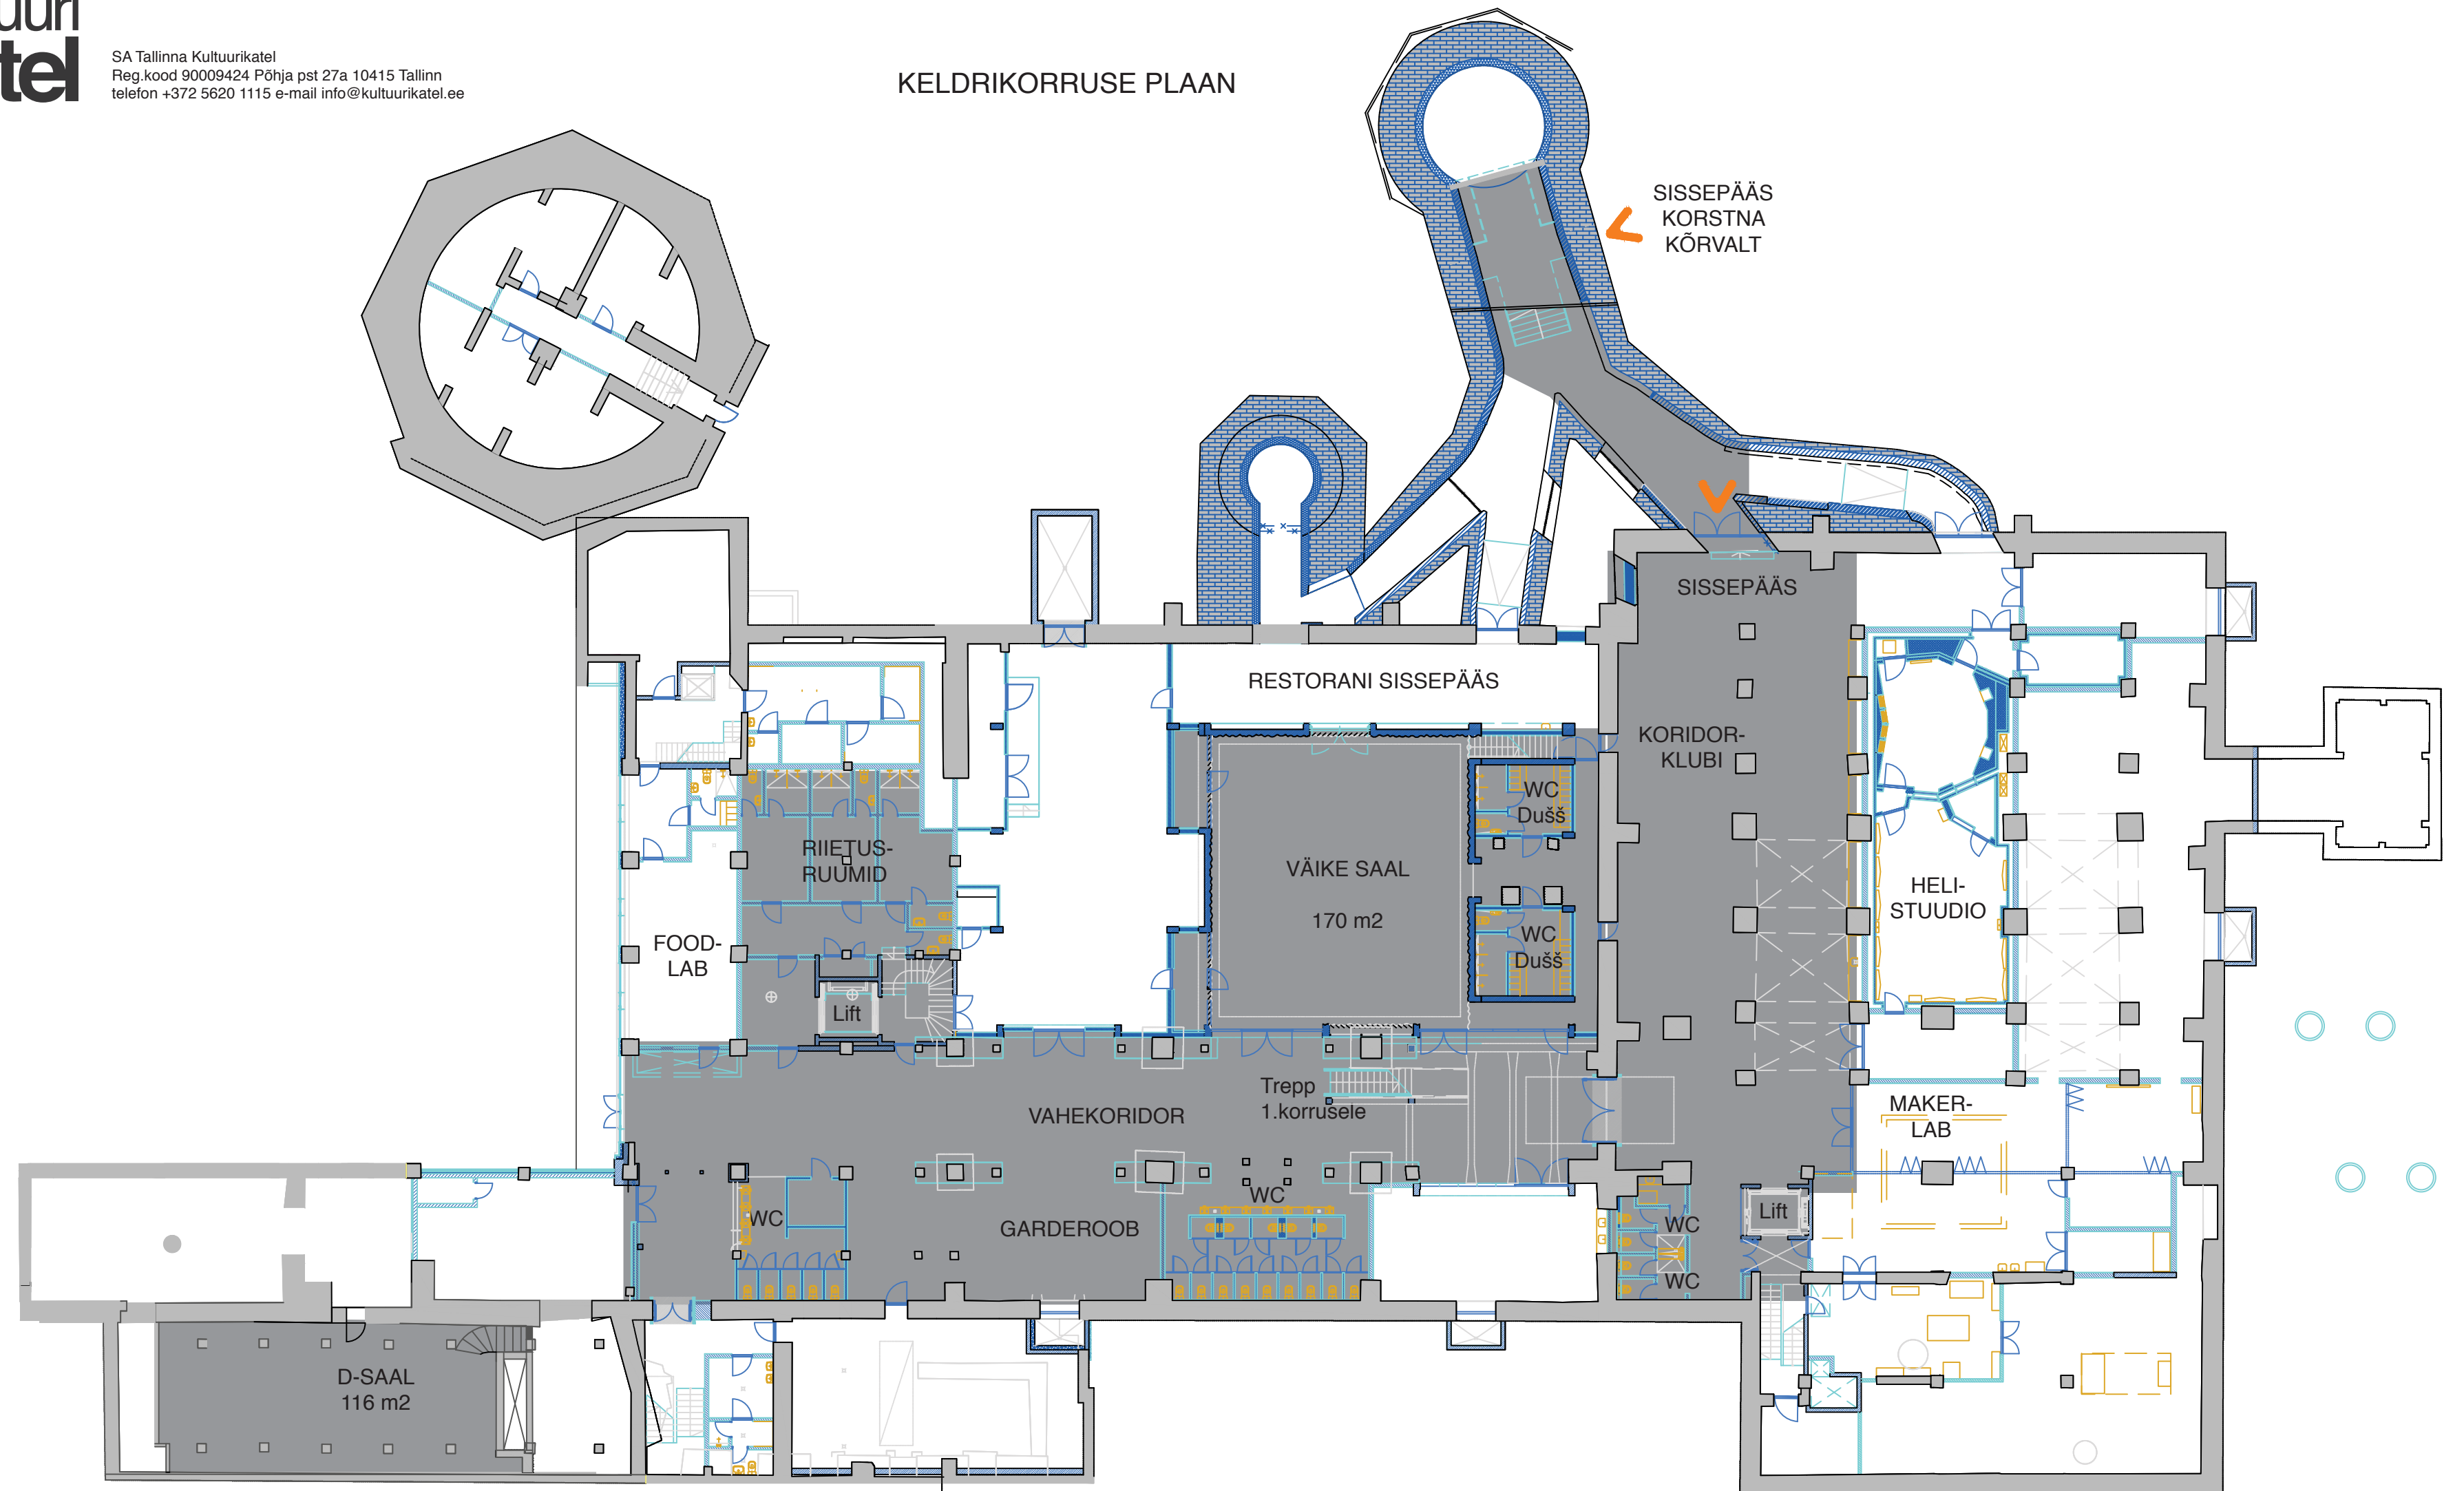 uuri
tel
SA Tallinna Kultuurikatel
Reg.kood 90009424 Põhja pst 27a 10415 Tallinn
telefon +372 5620 1115 e-mail info@kultuurikatel.ee
KELDRIKORRUSE PLAAN
SISSEPÄÄS
KORSTNA
KÕRVALT
SISSEPÄÄS
RESTORANI SISSEPÄÄS
KORIDOR-
KLUBI
WC
Dušš
RIIETUS-
RUUMID
VÄIKE SAAL
170 m2
HELI-
STUUDIO
FOOD-
LAB
WC
Dušš
Lift
Trepp
1.korrusele
VAHEKORIDOR
MAKER-
LAB
WC
WC
GARDEROOB
WC
Lift
WC
D-SAAL
116 m2